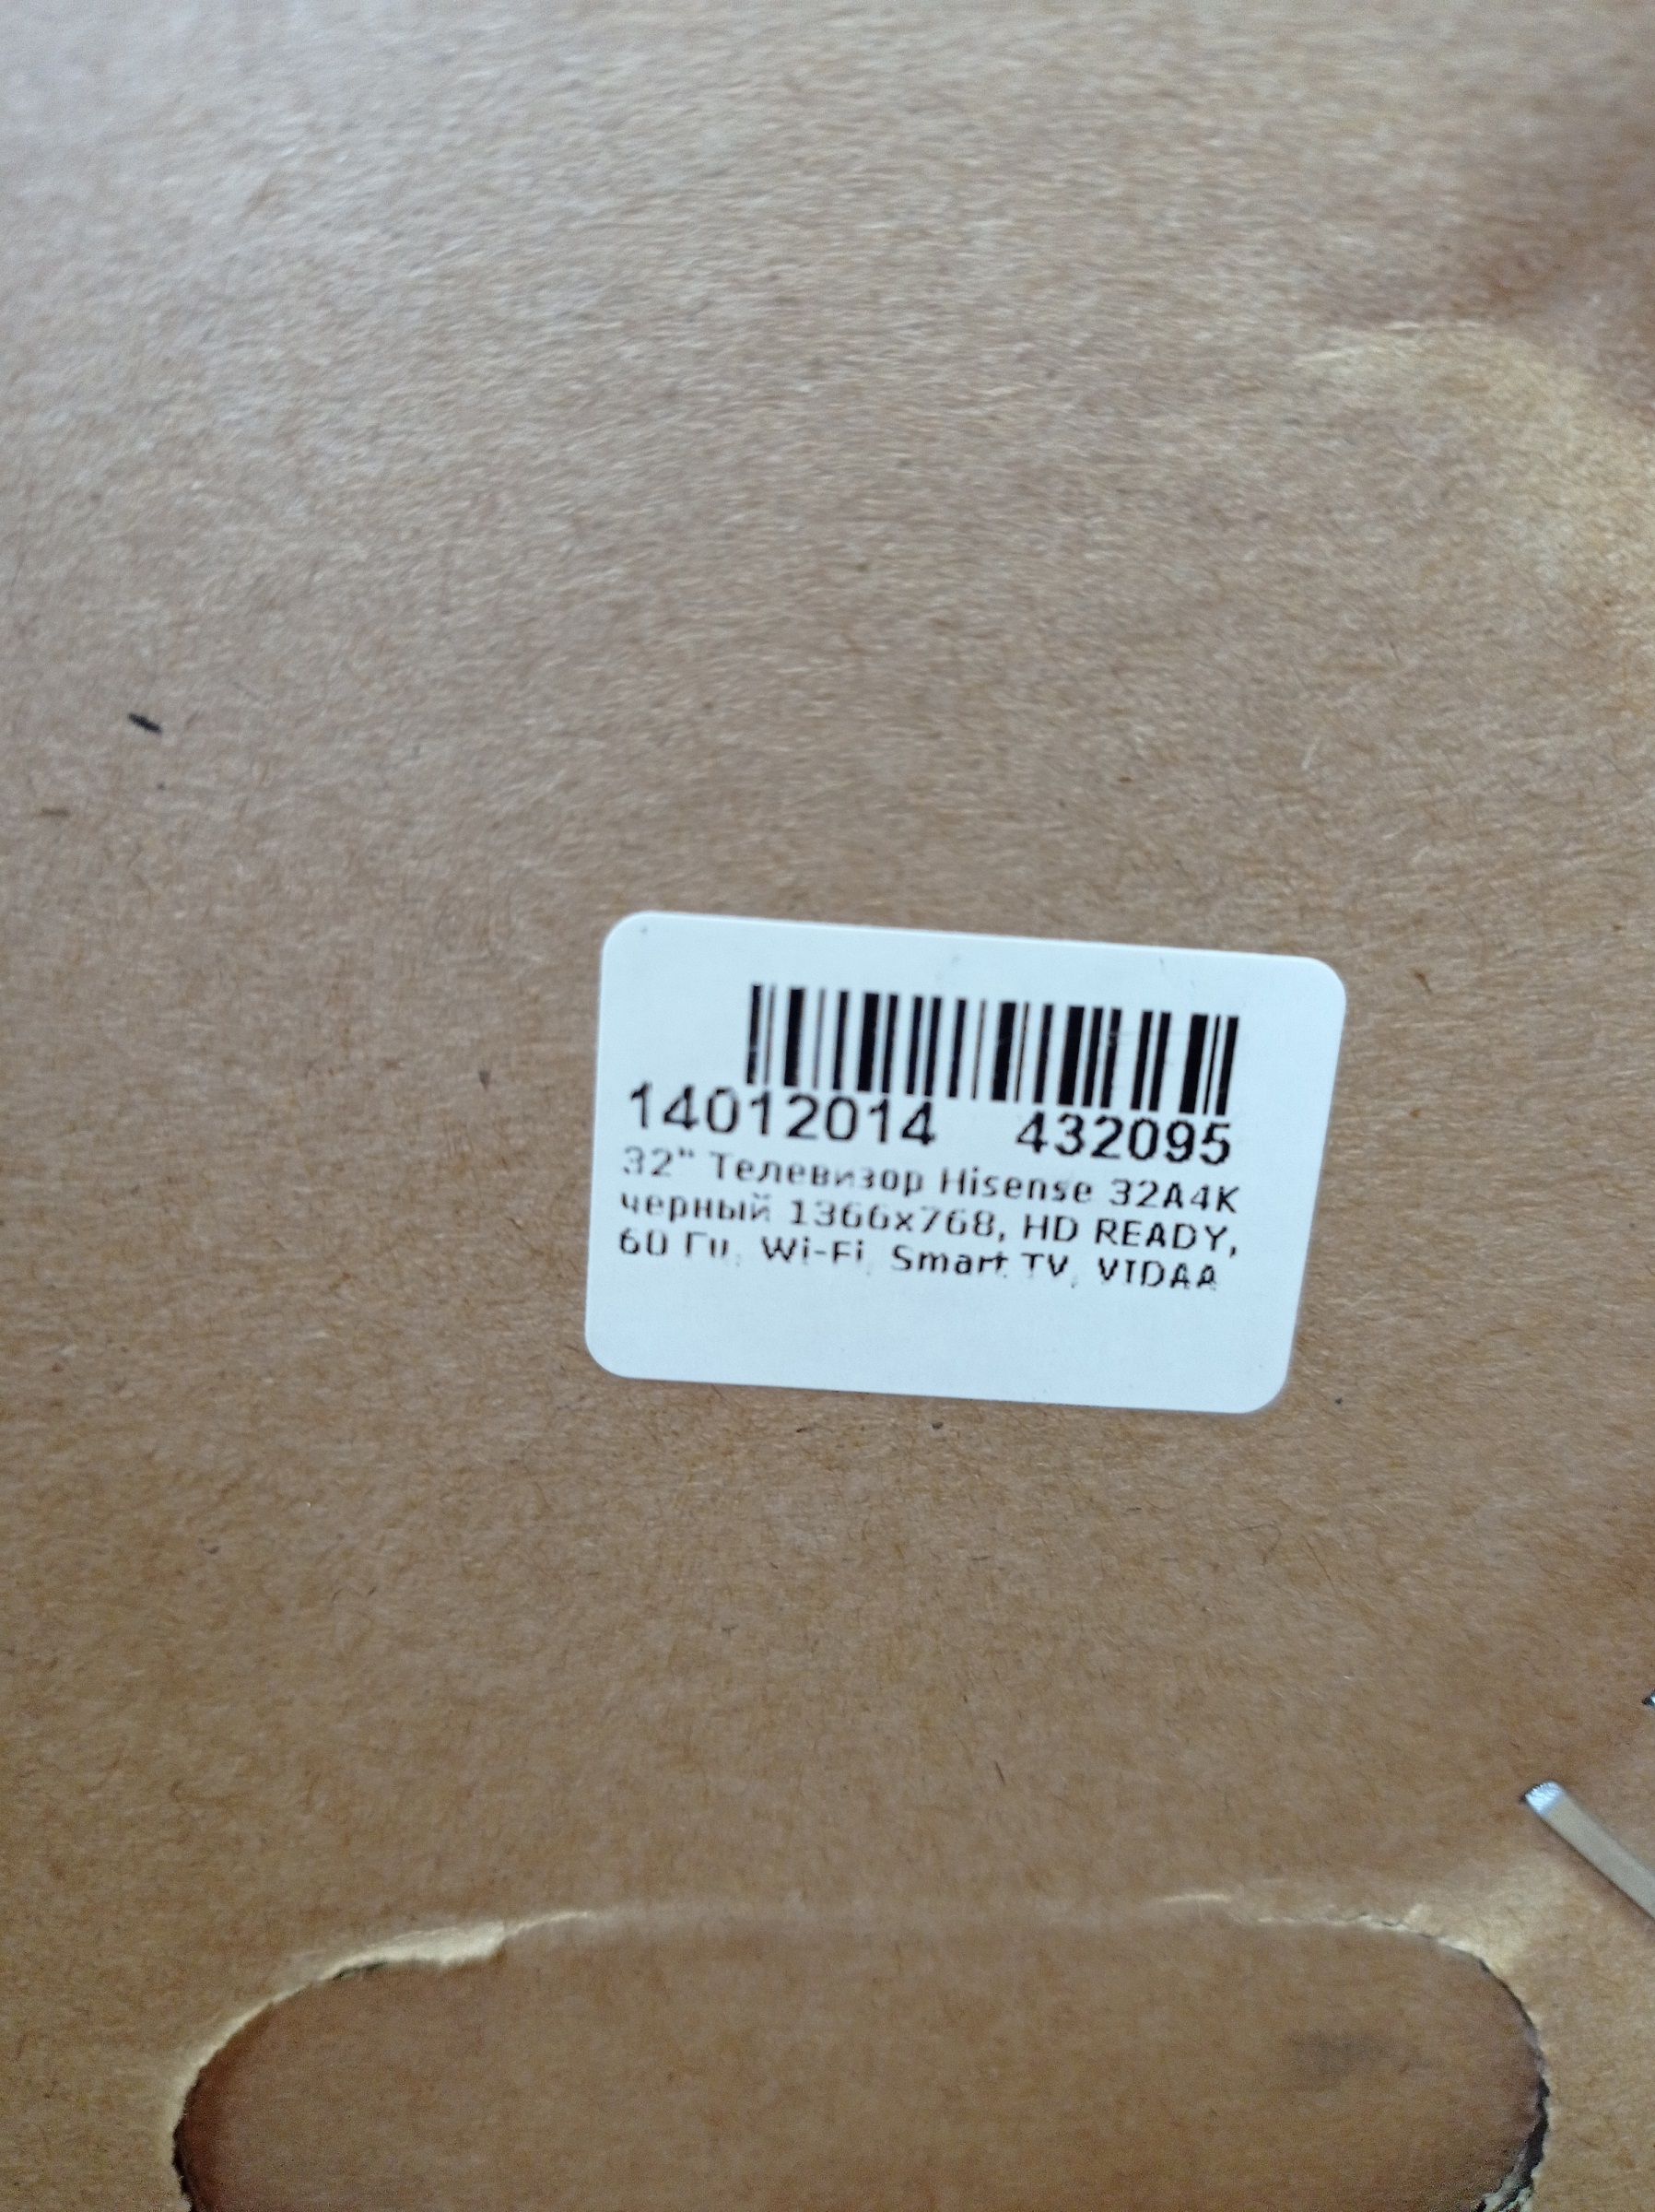 14012014 432095
32" Телевизор Hisense 32A4K
черный 1366x768, HD READY,
60 Гц, Wi-Fi, Smart TV, VIDAA